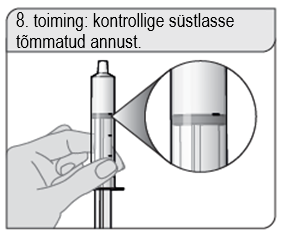 8. toiming: kontrollige süstlasse
tõmmatud annust.